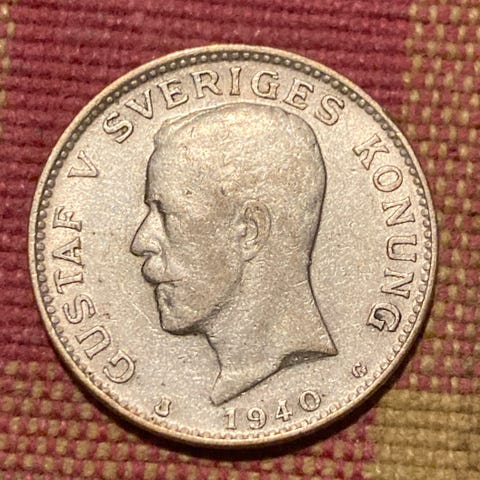 GUSTAF V SVERIGES KONUNG
G 1940 G